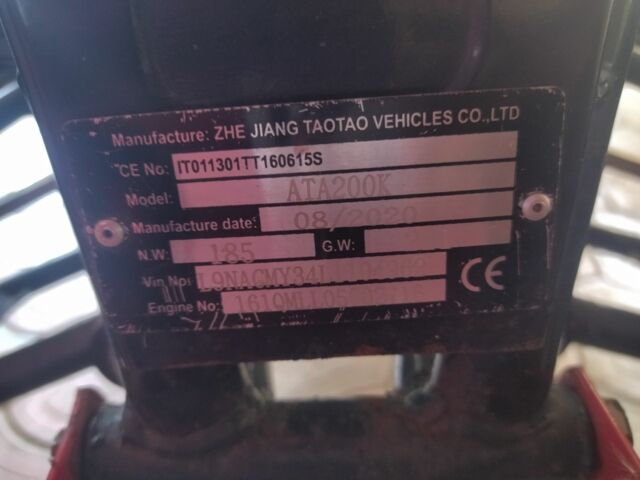 Manufacture: ZHE JIANG TAOTAO VEHICLES CO.,LTD
CE No: IT011301TT160615S
Model: ATA200K
Manufacture date: 08/2020
N.W: 185 G.W:
Vin No:
Engine No:
CE